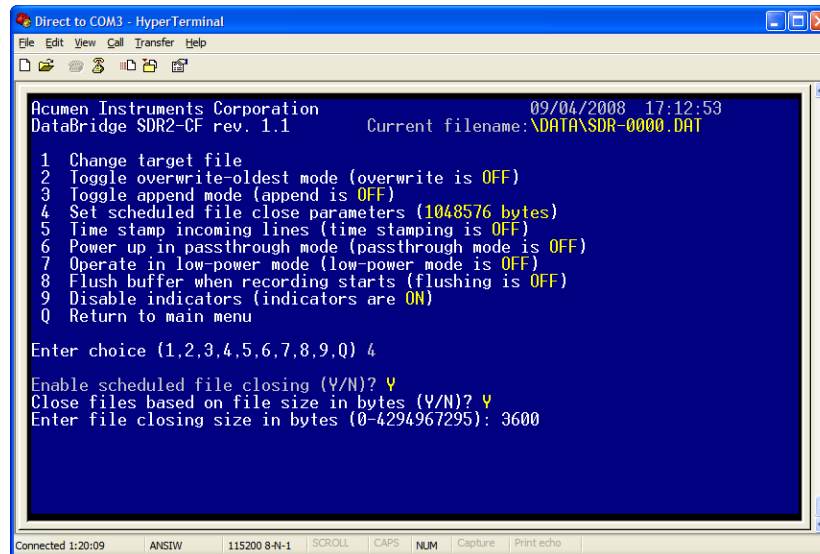 Direct to COM3 - HyperTerminal
File Edit View Call Transfer Help
Acumen Instruments Corporation 09/04/2008 17:12:53
DataBridge SDR2-CF rev. 1.1 Current filename:\DATA\SDR-0000.DAT
1 Change target file
2 Toggle overwrite-oldest mode (overwrite is OFF)
3 Toggle append mode (append is OFF)
4 Set scheduled file close parameters (1048576 bytes)
5 Time stamp incoming lines (time stamping is OFF)
6 Power up in passthrough mode (passthrough mode is OFF)
7 Operate in low-power mode (low-power mode is OFF)
8 Flush buffer when recording starts (flushing is OFF)
9 Disable indicators (indicators are ON)
Q Return to main menu
Enter choice (1,2,3,4,5,6,7,8,9,Q) 4
Enable scheduled file closing (Y/N)? Y
Close files based on file size in bytes (Y/N)? Y
Enter file closing size in bytes (0-4294967295): 3600
Connected 1:20:09 ANSIW 115200 8-N-1 SCROLL CAPS NUM Capture Print echo